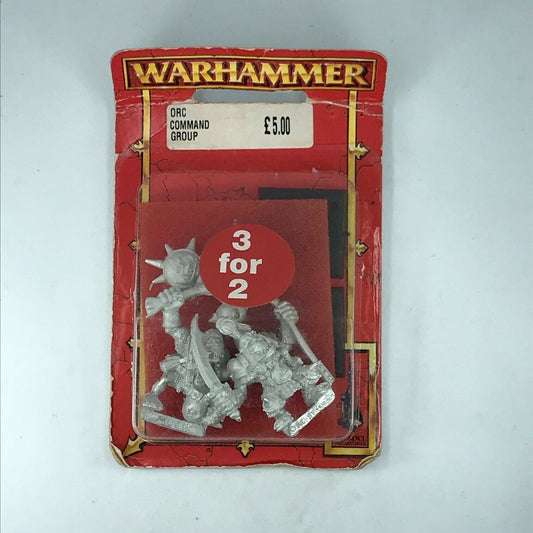 WARHAMMER
ORC
COMMAND
GROUP
£5.00
3
for
2